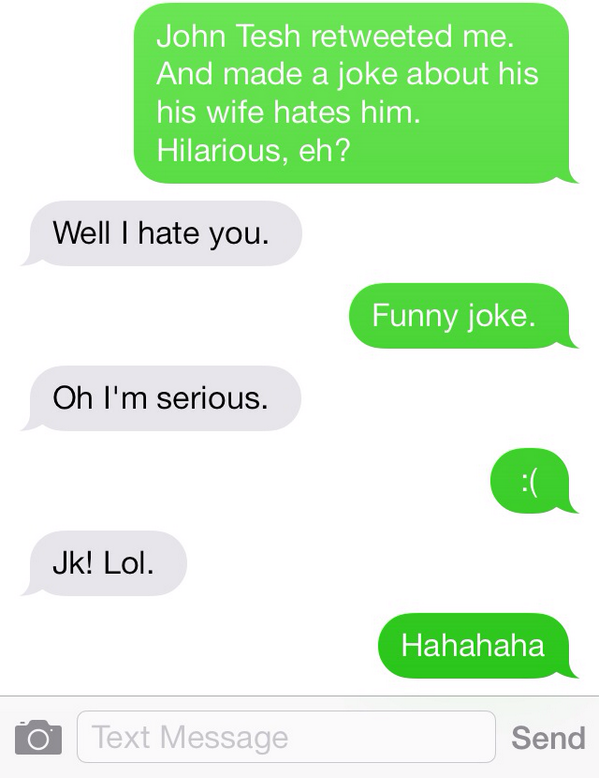 John Tesh retweeted me.
And made a joke about his
his wife hates him.
Hilarious, eh?
Well I hate you.
Funny joke.
Oh I'm serious.
:(
Jk! Lol.
Hahahaha
Text Message
Send